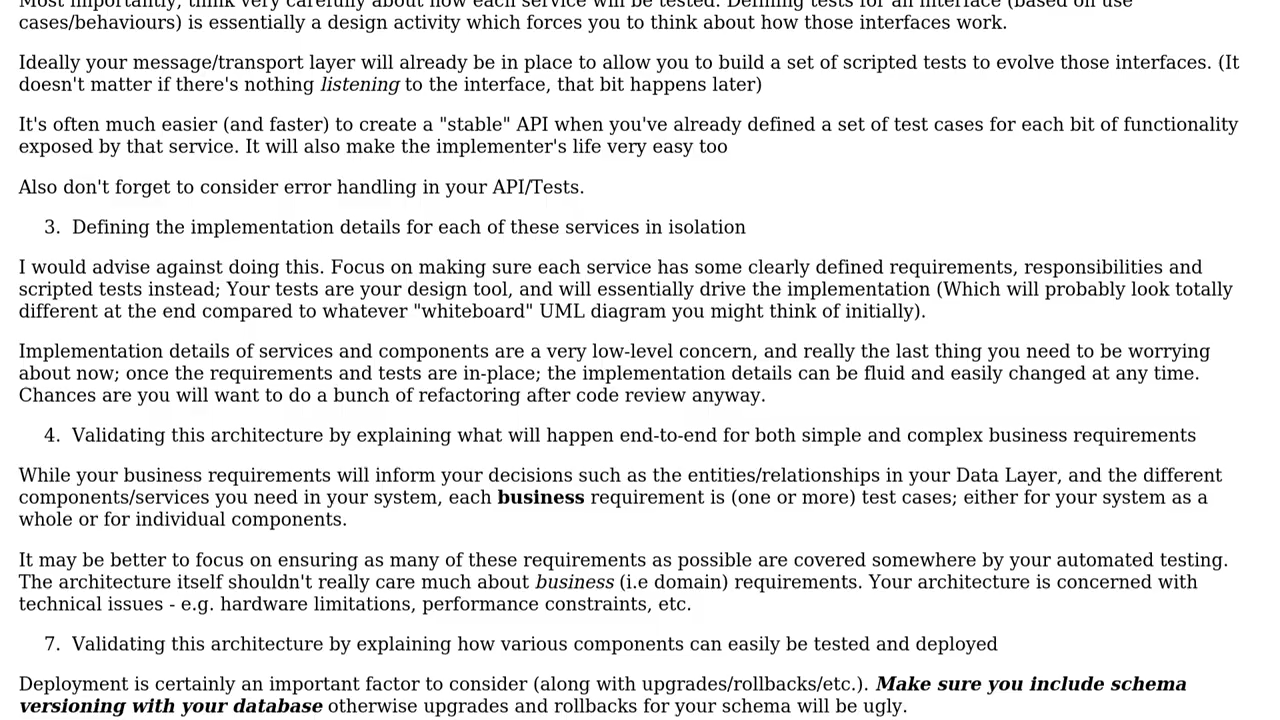 Most importantly, think very carefully about how each service will be tested. Defining tests for an interface (based on use
cases/behaviours) is essentially a design activity which forces you to think about how those interfaces work.
Ideally your message/transport layer will already be in place to allow you to build a set of scripted tests to evolve those interfaces. (It
doesn't matter if there's nothing listening to the interface, that bit happens later)
It's often much easier (and faster) to create a "stable" API when you've already defined a set of test cases for each bit of functionality
exposed by that service. It will also make the implementer's life very easy too
Also don't forget to consider error handling in your API/Tests.
3. Defining the implementation details for each of these services in isolation
I would advise against doing this. Focus on making sure each service has some clearly defined requirements, responsibilities and
scripted tests instead; Your tests are your design tool, and will essentially drive the implementation (Which will probably look totally
different at the end compared to whatever "whiteboard" UML diagram you might think of initially).
Implementation details of services and components are a very low-level concern, and really the last thing you need to be worrying
about now; once the requirements and tests are in-place; the implementation details can be fluid and easily changed at any time.
Chances are you will want to do a bunch of refactoring after code review anyway.
4. Validating this architecture by explaining what will happen end-to-end for both simple and complex business requirements
While your business requirements will inform your decisions such as the entities/relationships in your Data Layer, and the different
components/services you need in your system, each business requirement is (one or more) test cases; either for your system as a
whole or for individual components.
It may be better to focus on ensuring as many of these requirements as possible are covered somewhere by your automated testing.
The architecture itself shouldn't really care much about business (i.e domain) requirements. Your architecture is concerned with
technical issues - e.g. hardware limitations, performance constraints, etc.
7. Validating this architecture by explaining how various components can easily be tested and deployed
Deployment is certainly an important factor to consider (along with upgrades/rollbacks/etc.). Make sure you include schema
versioning with your database otherwise upgrades and rollbacks for your schema will be ugly.